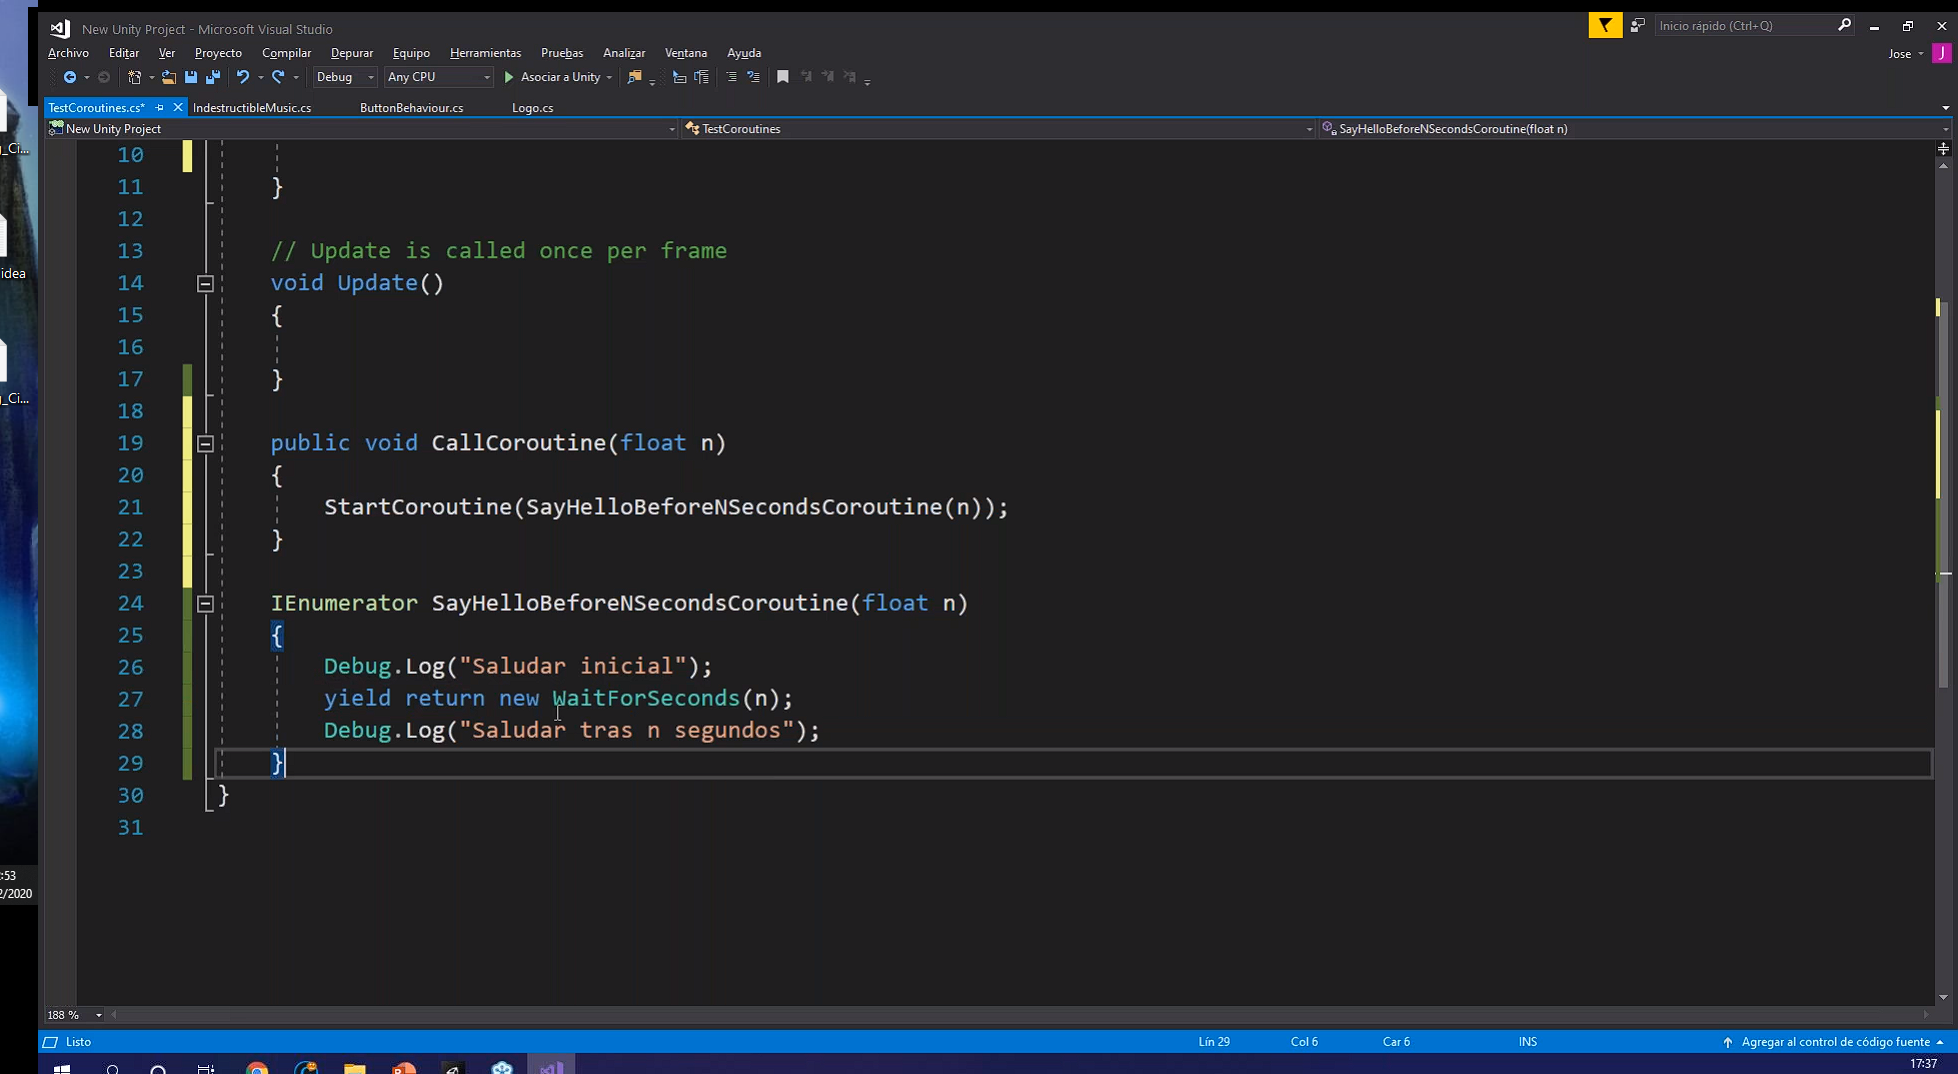 New Unity Project - Microsoft Visual Studio
Inicio rápido (Ctrl+Q)
Archivo Editar Ver Proyecto Compilar Depurar Equipo Herramientas Pruebas Analizar Ventana Ayuda
Jose J
Debug Any CPU Asociar a Unity
TestCoroutines.cs* IndestructibleMusic.cs ButtonBehaviour.cs Logo.cs
New Unity Project TestCoroutines SayHelloBeforeNSecondsCoroutine(float n)
g_Ci...
idea
g_Ci...
:53
2/2020
10
11 }
12
13 // Update is called once per frame
14 void Update()
15 {
16
17 }
18
19 public void CallCoroutine(float n)
20 {
21 StartCoroutine(SayHelloBeforeNSecondsCoroutine(n));
22 }
23
24 IEnumerator SayHelloBeforeNSecondsCoroutine(float n)
25 {
26 Debug.Log("Saludar inicial");
27 yield return new WaitForSeconds(n);
28 Debug.Log("Saludar tras n segundos");
29 }
30 }
31
188 %
Listo Lín 29 Col 6 Car 6 INS Agregar al control de código fuente
17:37